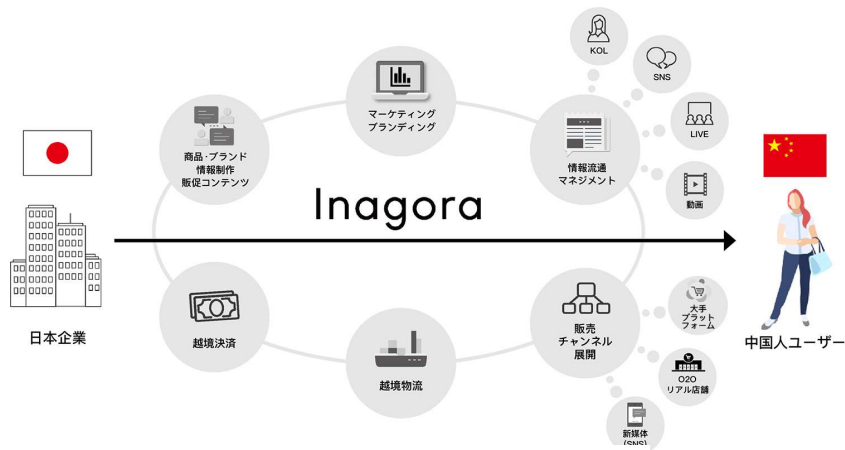 KOL
SNS
LIVE
動画
マーケティング
ブランディング
商品・ブランド
情報制作
販促コンテンツ
情報流通
マネジメント
Inagora
日本企業
中国人ユーザー
越境決済
越境物流
販売
チャンネル
展開
大手
プラット
フォーム
O2O
リアル店舗
新媒体
(SNS)